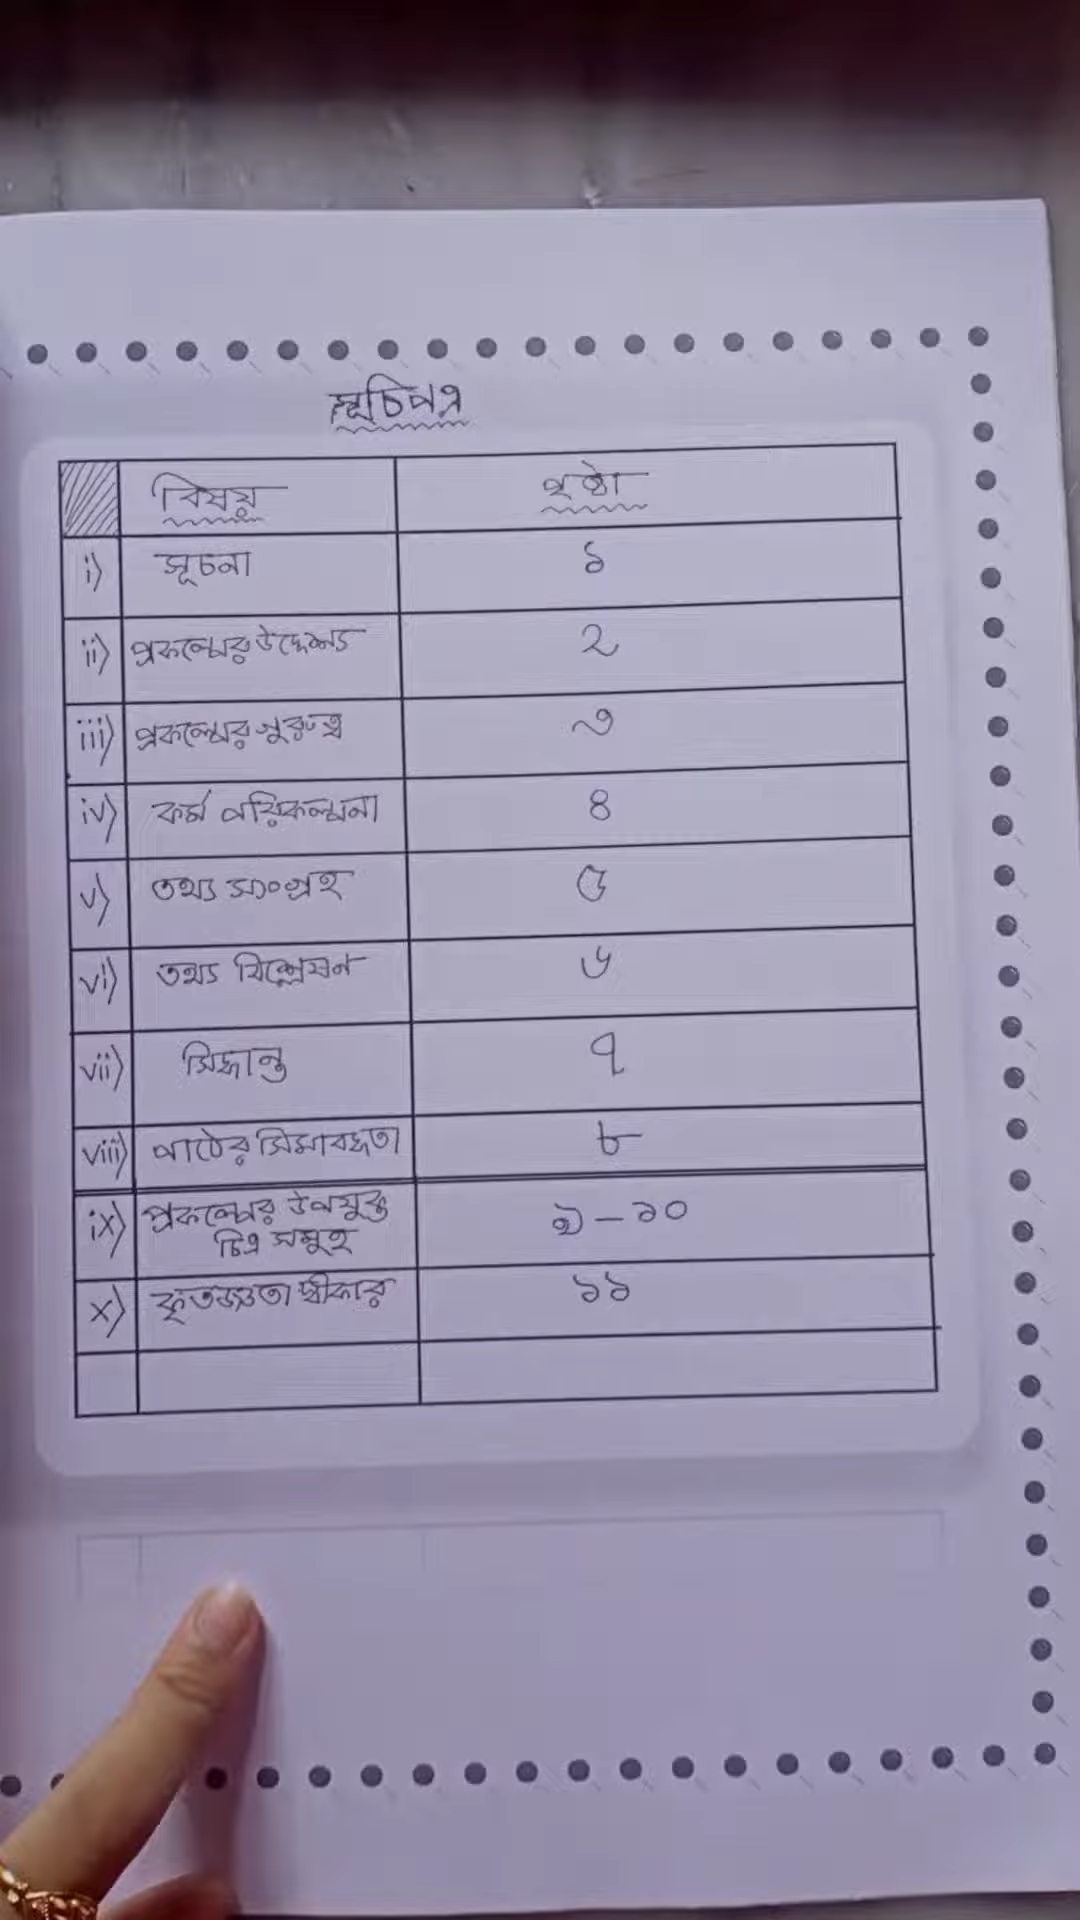 সূচিপত্র
বিষয় পৃষ্ঠা
i) সূচনা ১
ii) প্রকল্পের উদ্দেশ্য ২
iii) প্রকল্পের গুরুত্ব ৩
iv) কর্ম পরিকল্পনা ৪
v) তথ্য সংগ্রহ ৫
vi) তথ্য বিশ্লেষন ৬
vii) সিদ্ধান্ত ৭
viii) পাঠের সিমাবদ্ধতা ৮
ix) প্রকল্পের উপযুক্ত ৯ – ১০
চিত্র সমুহ
x) কৃতজ্ঞতা স্বীকার ১১